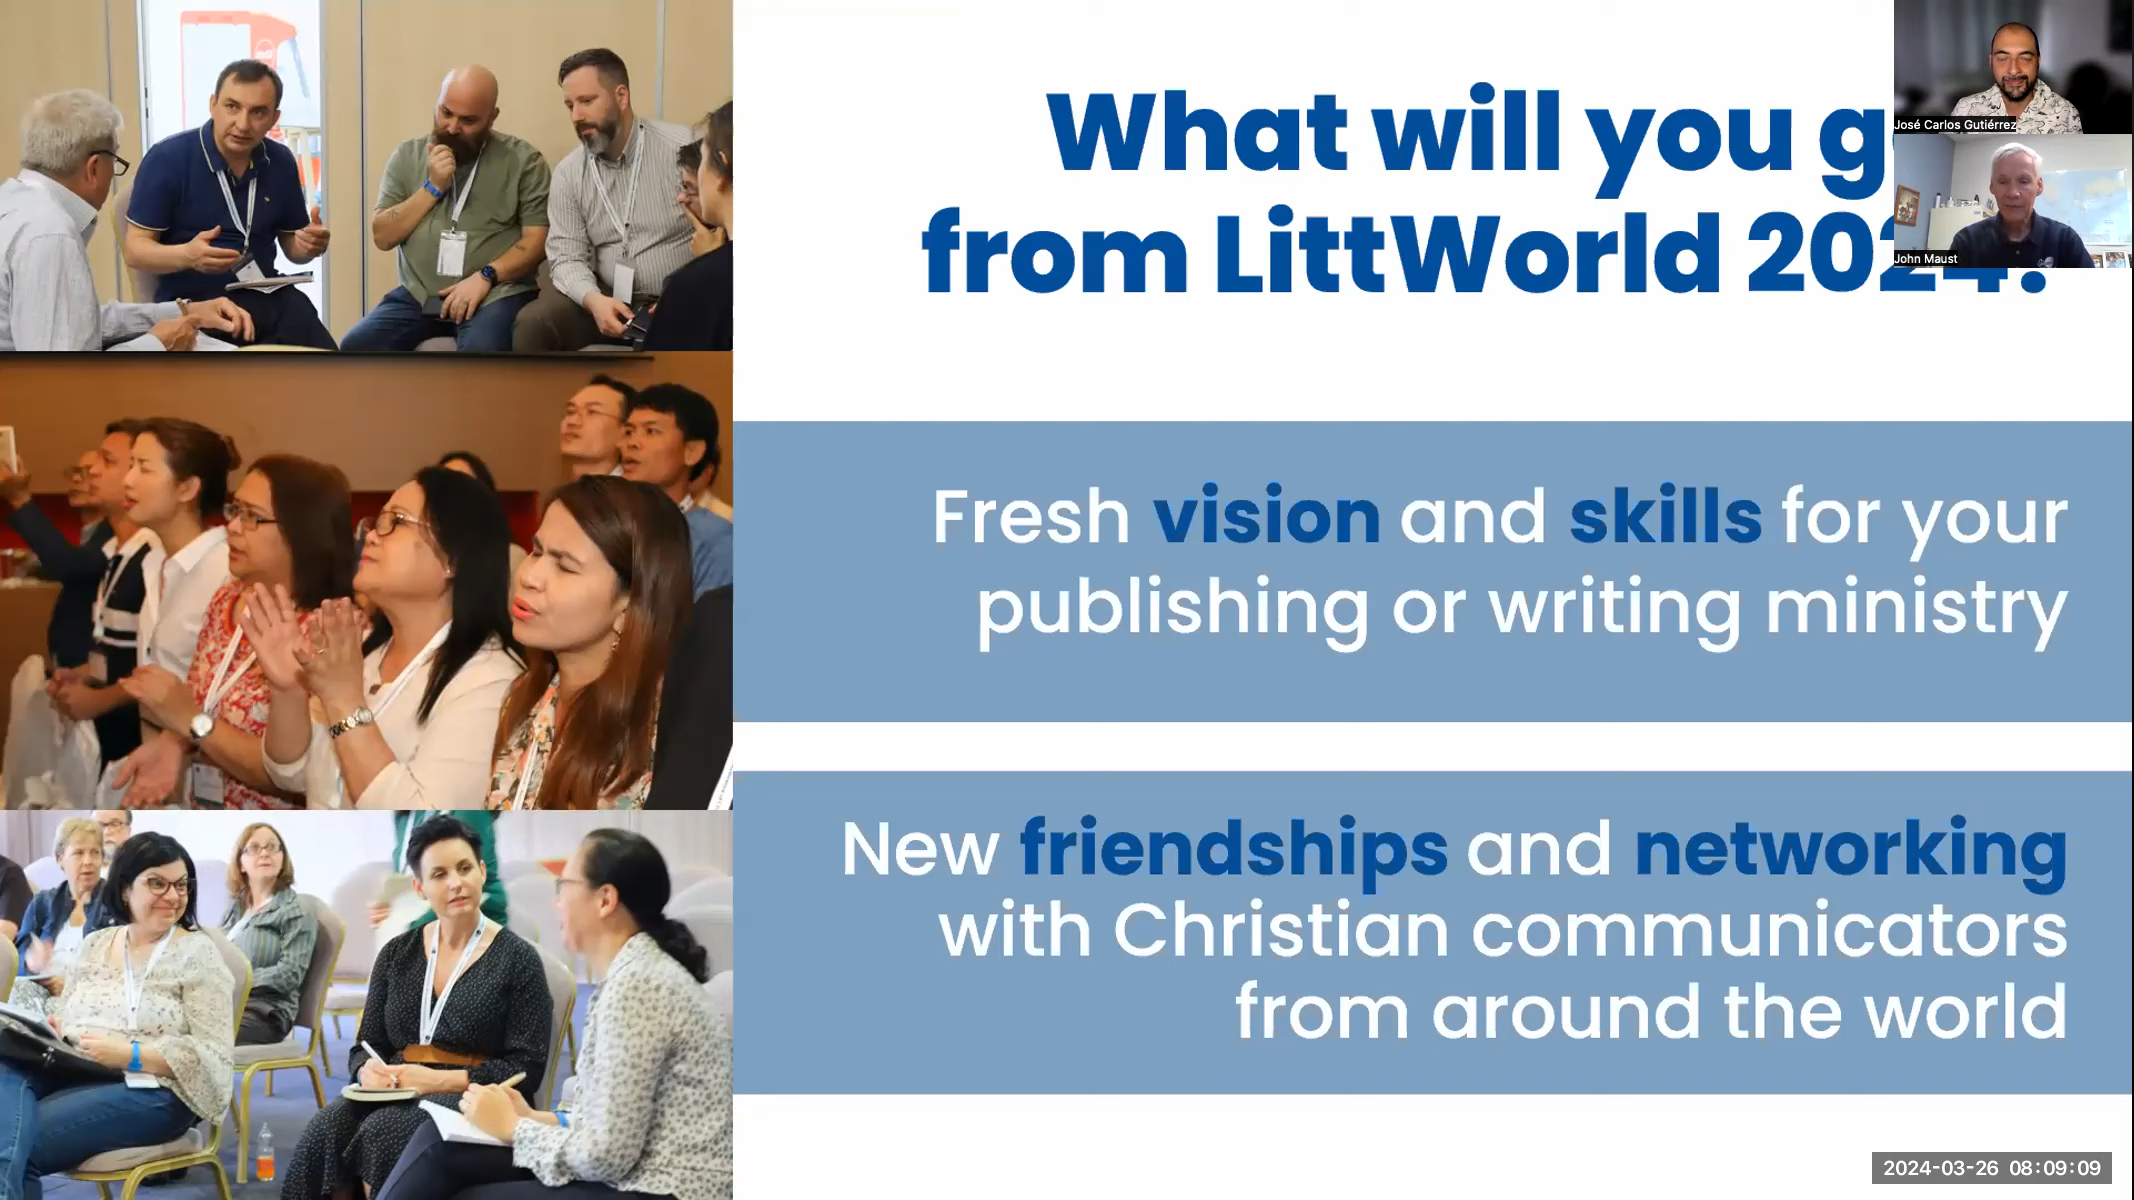 What will you g
from LittWorld 2024?
José Carlos Gutiérrez
John Maust
Fresh vision and skills for your
publishing or writing ministry
New friendships and networking
with Christian communicators
from around the world
2024-03-26 08:09:09